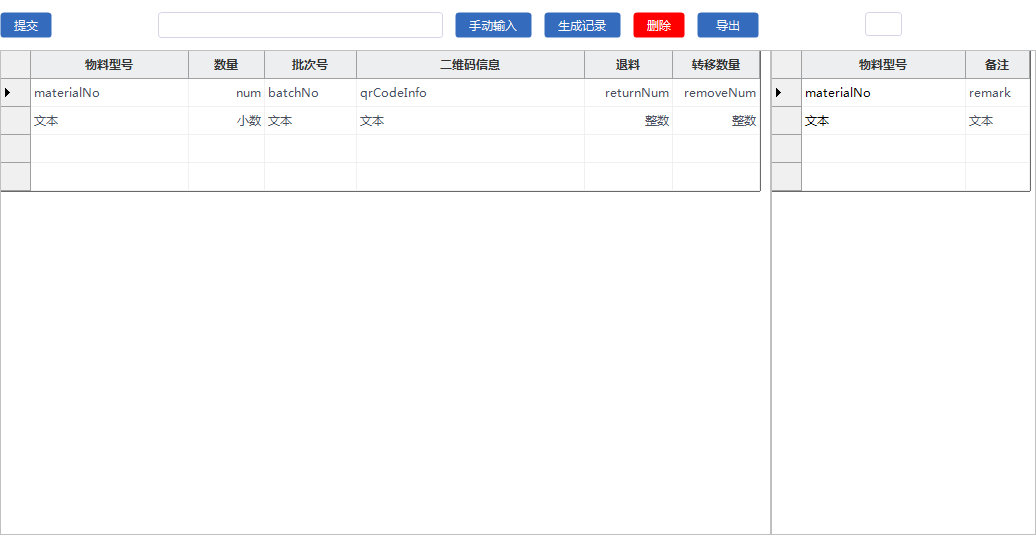 提交 手动输入 生成记录 删除 导出
物料型号 数量 批次号 二维码信息 退料 转移数量 物料型号 备注
materialNo num batchNo qrCodeInfo returnNum removeNum materialNo remark
文本 小数 文本 文本 整数 整数 文本 文本